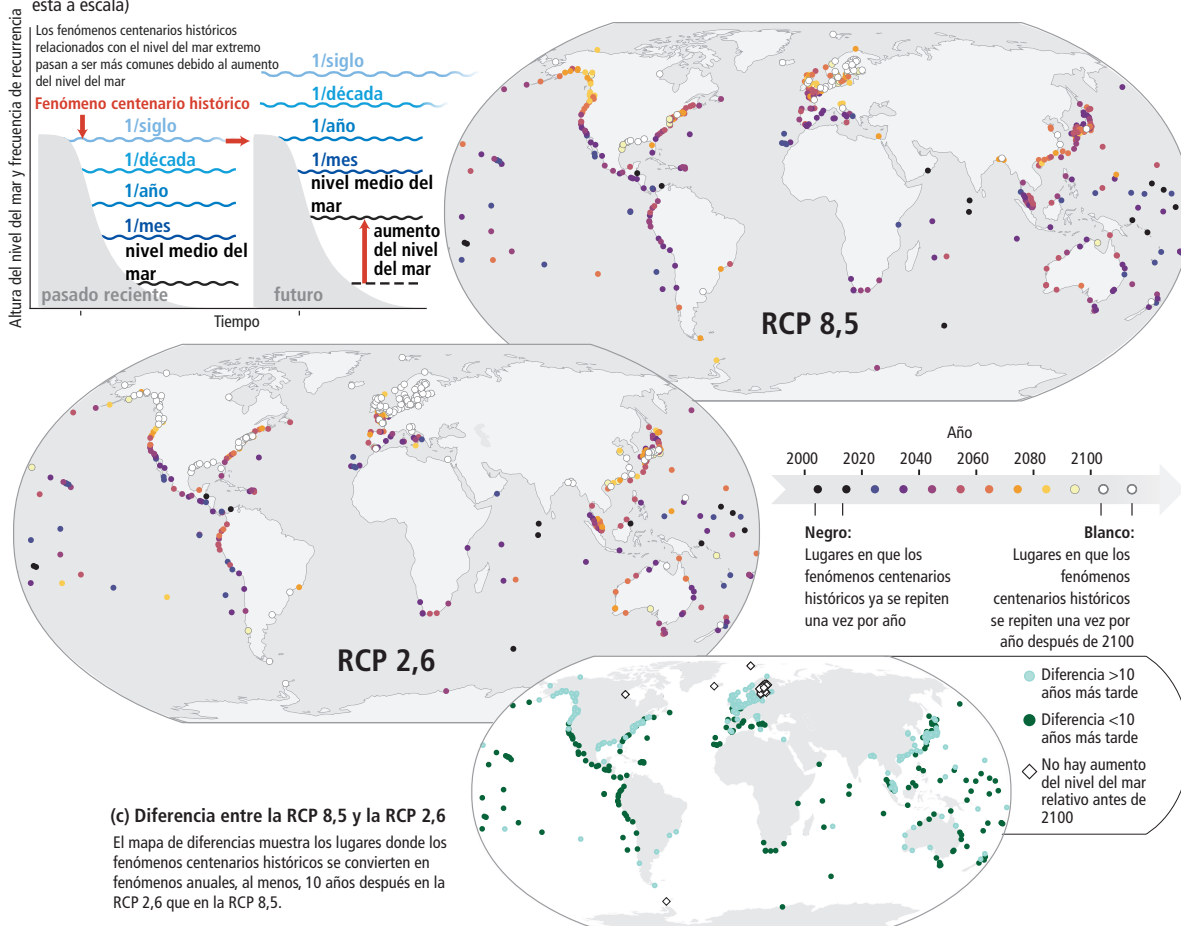 está a escala)
Altura del nivel del mar y frecuencia de recurrencia
Los fenómenos centenarios históricos
relacionados con el nivel del mar extremo
pasan a ser más comunes debido al aumento
del nivel del mar
Fenómeno centenario histórico
1/siglo
1/década
1/año
1/mes
nivel medio del
mar
pasado reciente
1/siglo
1/década
1/año
1/mes
nivel medio del
mar
aumento
del nivel
del mar
futuro
Tiempo
RCP 8,5
RCP 2,6
Año
2000 2020 2040 2060 2080 2100
Negro:
Lugares en que los
fenómenos centenarios
históricos ya se repiten
una vez por año
Blanco:
Lugares en que los
fenómenos
centenarios históricos
se repiten una vez por
año después de 2100
Diferencia >10
años más tarde
Diferencia <10
años más tarde
No hay aumento
del nivel del mar
relativo antes de
2100
(c) Diferencia entre la RCP 8,5 y la RCP 2,6
El mapa de diferencias muestra los lugares donde los
fenómenos centenarios históricos se convierten en
fenómenos anuales, al menos, 10 años después en la
RCP 2,6 que en la RCP 8,5.